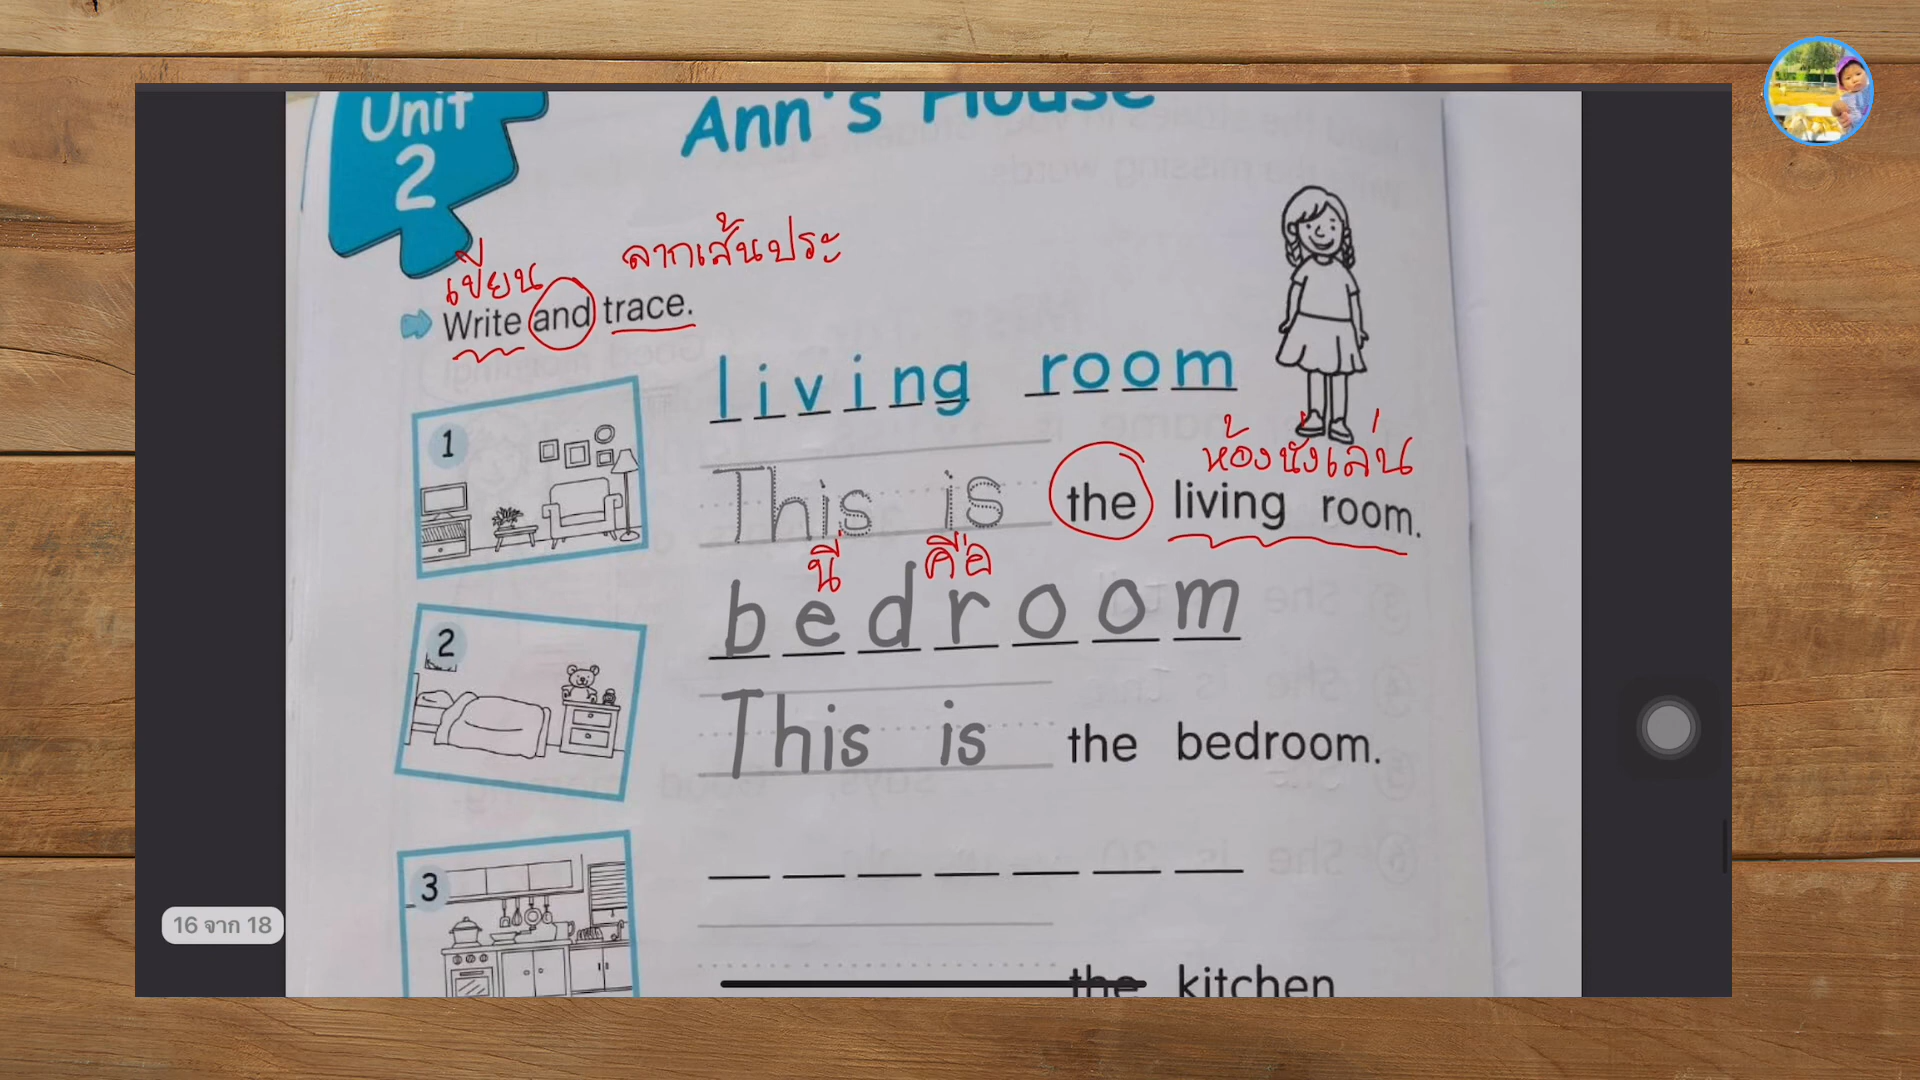 Unit
2
Ann's House
เขียน ลากเส้นประ
Write and trace.
1
living room
ห้องนั่งเล่น
This is the living room.
นี่ คือ
2
bedroom
This is the bedroom.
3
the kitchen
16 จาก 18